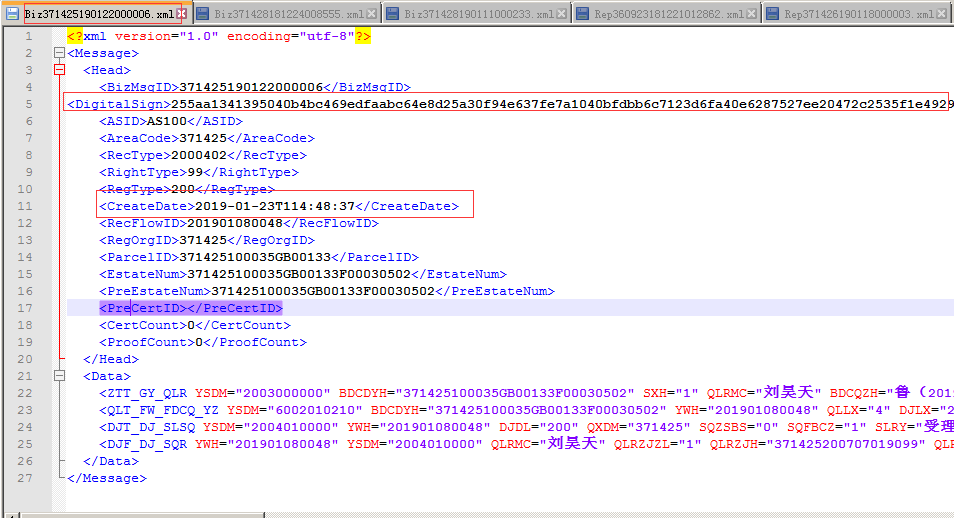 Biz371425190122000006.xml Biz371428181224008555.xml Biz371428190111000233.xml Rep360923181221012852.xml Rep371426190118000003.xml
1 <?xml version="1.0" encoding="utf-8"?>
2 <Message>
3 <Head>
4 <BizMsgID>371425190122000006</BizMsgID>
5 <DigitalSign>255aa1341395040b4bc469edfaabc64e8d25a30f94e637fe7a1040bfdbb6c7123d6fa40e6287527ee20472c2535f1e4929
6 <ASID>AS100</ASID>
7 <AreaCode>371425</AreaCode>
8 <RecType>2000402</RecType>
9 <RightType>99</RightType>
10 <RegType>200</RegType>
11 <CreateDate>2019-01-23T114:48:37</CreateDate>
12 <RecFlowID>201901080048</RecFlowID>
13 <RegOrgID>371425</RegOrgID>
14 <ParcelID>371425100035GB00133</ParcelID>
15 <EstateNum>371425100035GB00133F00030502</EstateNum>
16 <PreEstateNum>371425100035GB00133F00030502</PreEstateNum>
17 <PreCertID></PreCertID>
18 <CertCount>0</CertCount>
19 <ProofCount>0</ProofCount>
20 </Head>
21 <Data>
22 <ZTT_GY_QLR YSDM="2003000000" BDCDYH="371425100035GB00133F00030502" SXH="1" QLRMC="刘昊天" BDCQZH="鲁（201
23 <QLT_FW_FDCQ_YZ YSDM="6002010210" BDCDYH="371425100035GB00133F00030502" YWH="201901080048" QLLX="4" DJLX="2
24 <DJT_DJ_SLSQ YSDM="2004010000" YWH="201901080048" DJDL="200" QXDM="371425" SQZSBS="0" SQFBCZ="1" SLRY="受理
25 <DJF_DJ_SQR YWH="201901080048" YSDM="2004010000" QLRMC="刘昊天" QLRZJZL="1" QLRZJH="371425200707019099" QLR
26 </Data>
27 </Message>